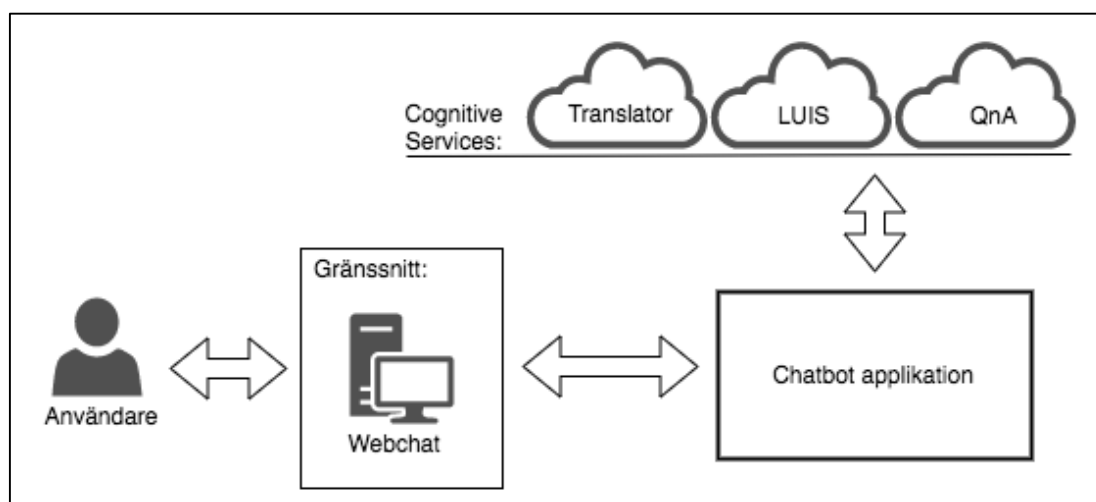 Cognitive
Services:
Translator
LUIS
QnA
Gränssnitt:
Webchat
Användare
Chatbot applikation